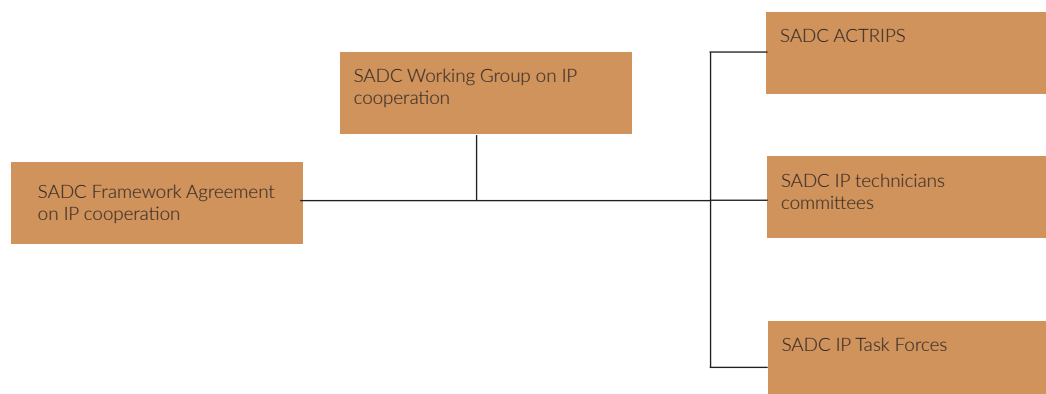 SADC ACTRIPS
SADC Working Group on IP
cooperation
SADC Framework Agreement
on IP cooperation
SADC IP technicians
committees
SADC IP Task Forces